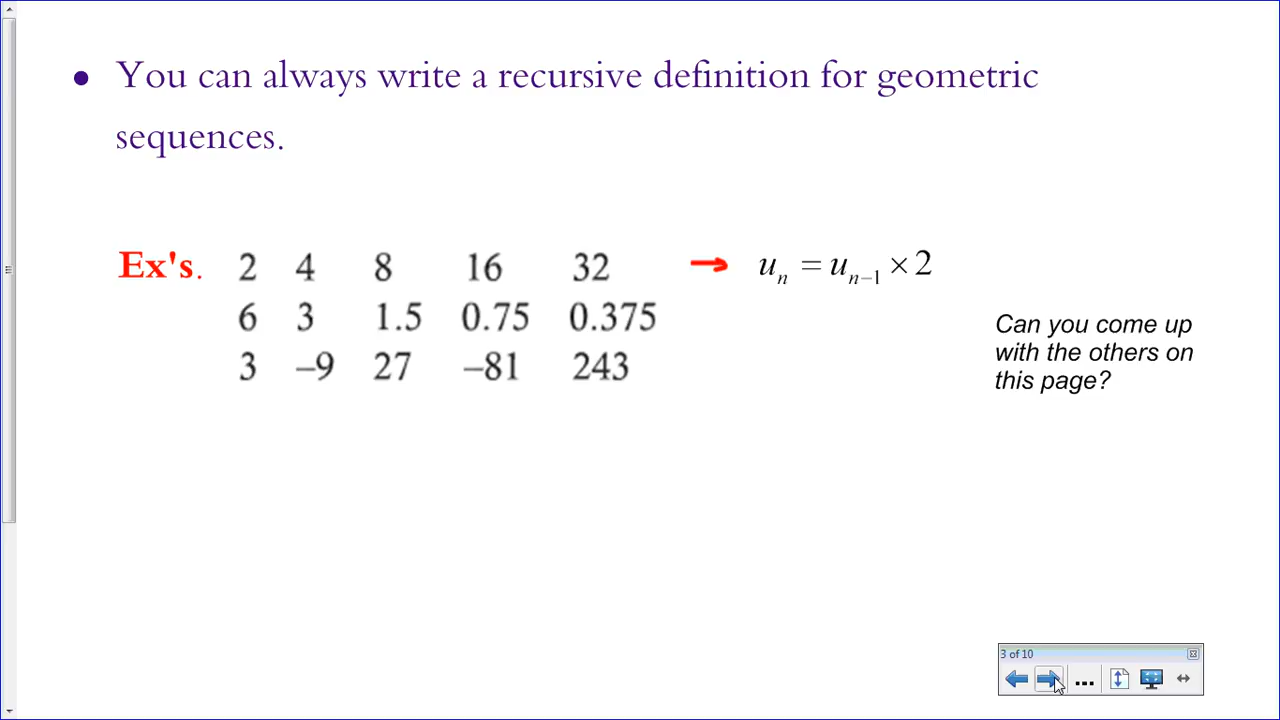 • You can always write a recursive definition for geometric
sequences.
Ex's. 2 4 8 16 32 → uₙ = uₙ₋₁ × 2
6 3 1.5 0.75 0.375
3 –9 27 –81 243
Can you come up
with the others on
this page?
3 of 10
...